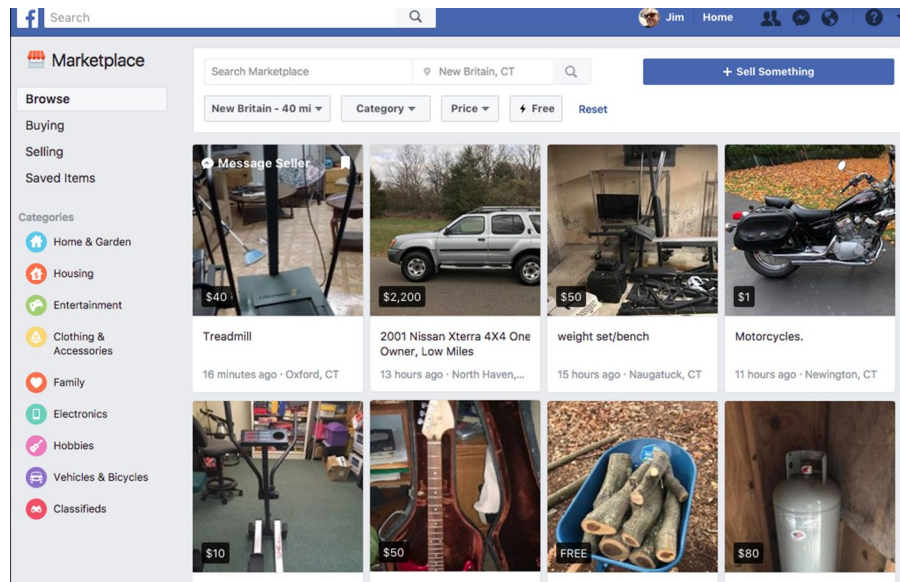 f Search
Jim Home
?
Marketplace
Browse
Buying
Selling
Saved Items
Categories
Home & Garden
Housing
Entertainment
Clothing &
Accessories
Family
Electronics
Hobbies
Vehicles & Bicycles
Classifieds
Search Marketplace
New Britain, CT
+ Sell Something
New Britain - 40 mi
Category
Price
Free
Reset
Message Seller
$40
Treadmill
16 minutes ago · Oxford, CT
$2,200
2001 Nissan Xterra 4X4 One
Owner, Low Miles
13 hours ago · North Haven,...
$50
weight set/bench
15 hours ago · Naugatuck, CT
$1
Motorcycles.
11 hours ago · Newington, CT
$10
$50
FREE
$80